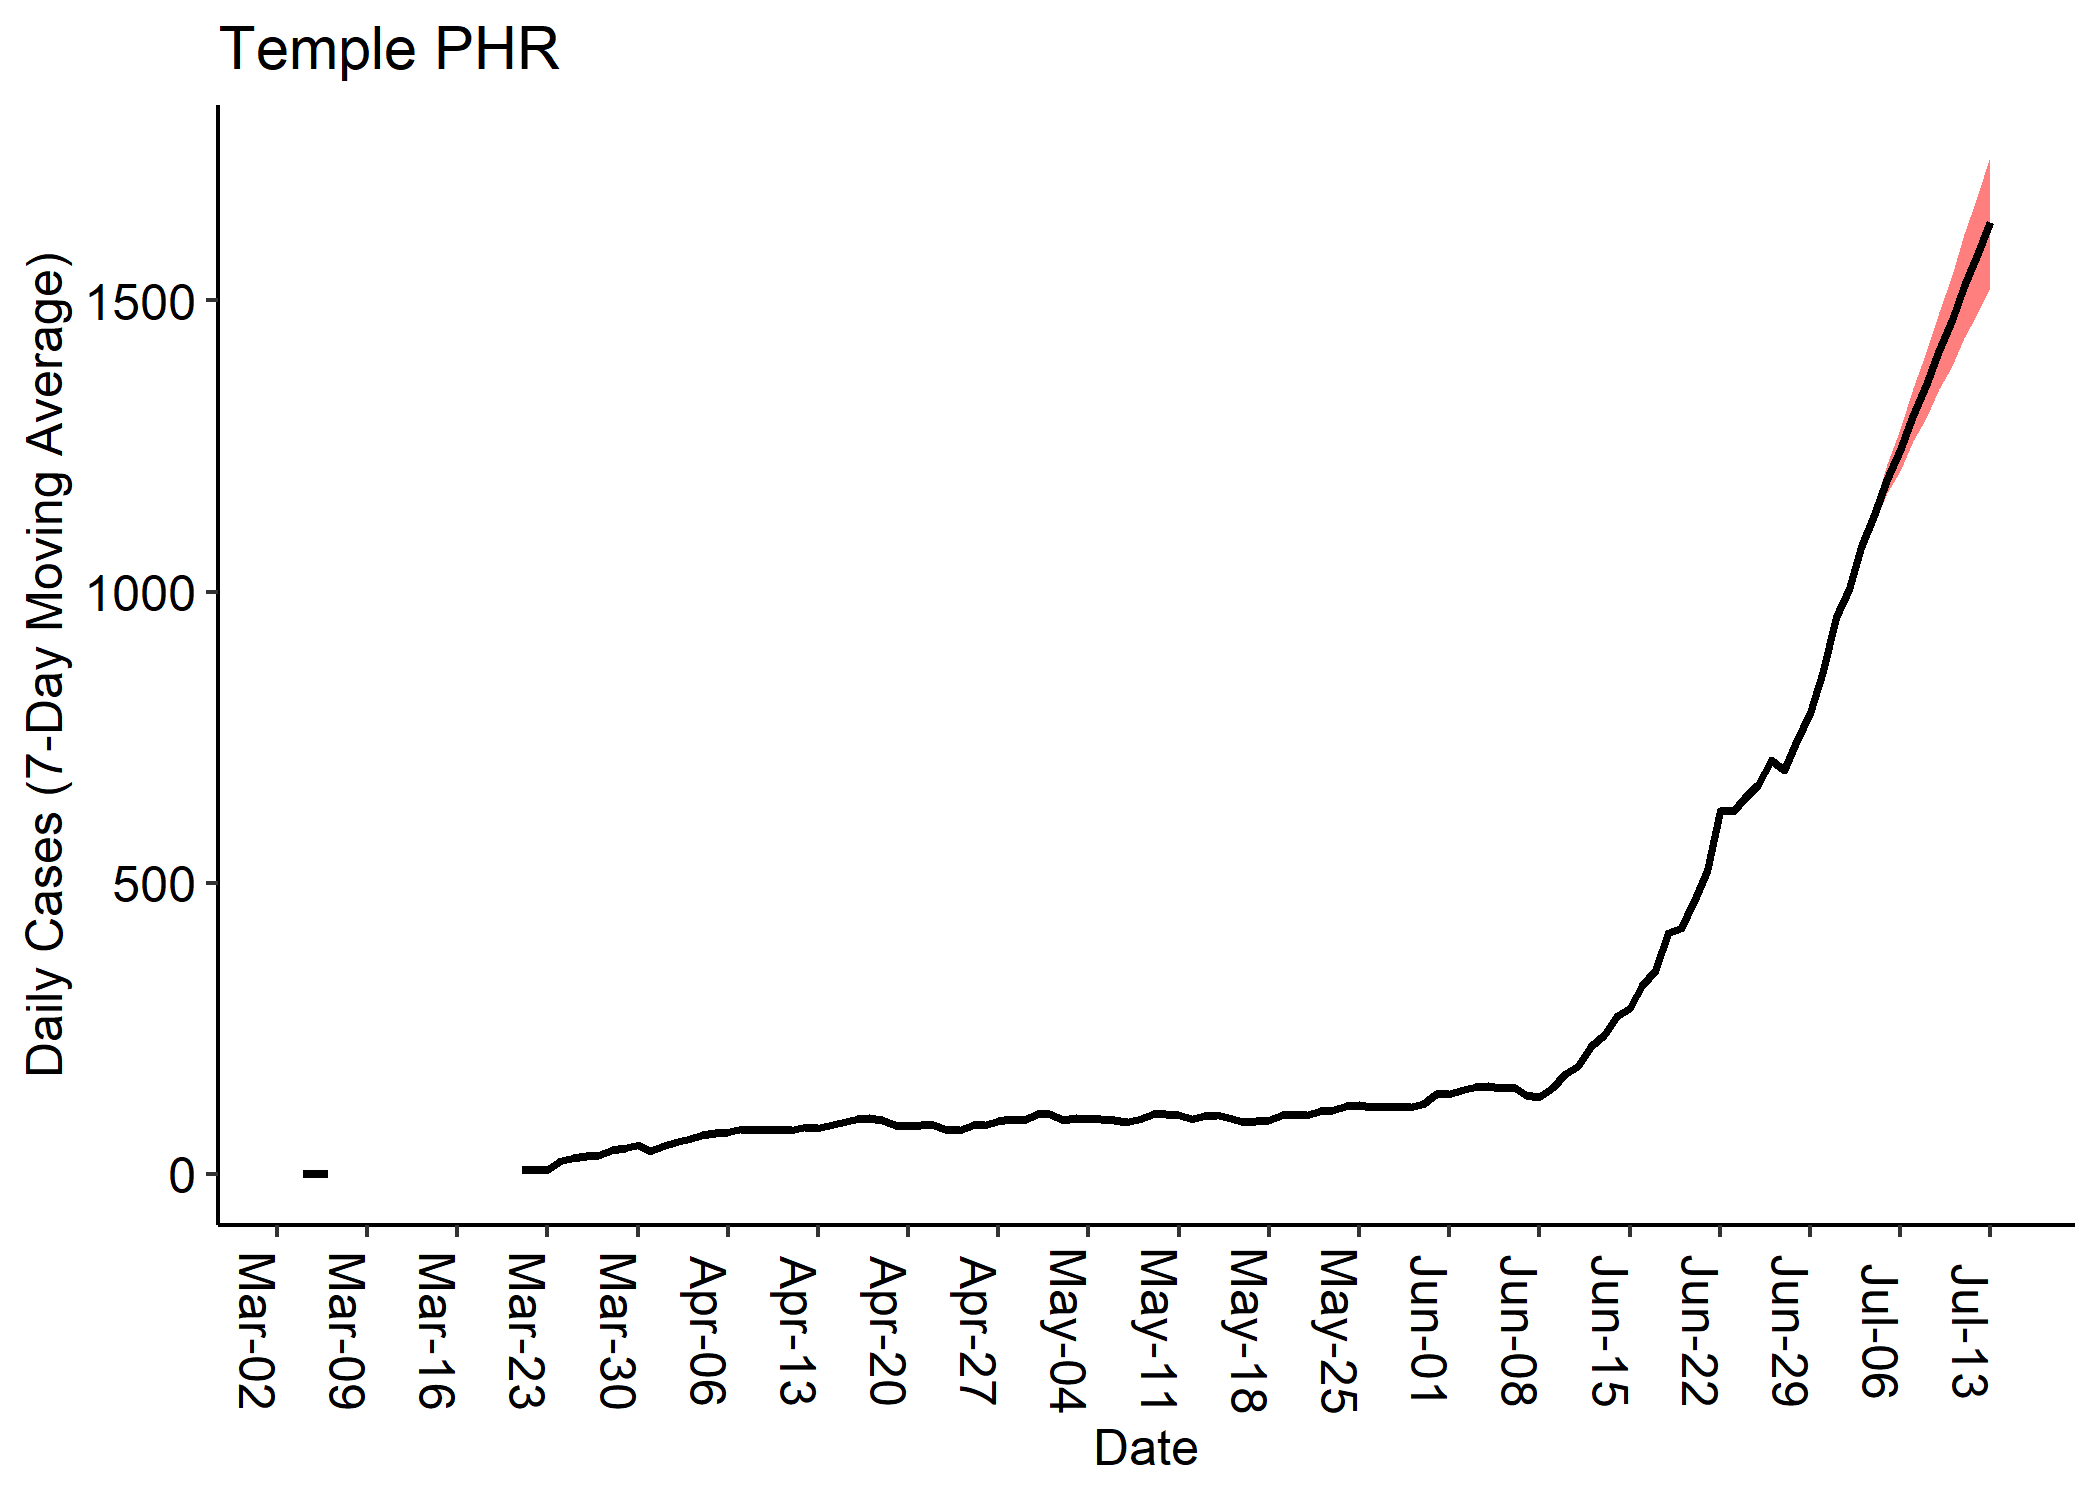 Temple PHR
Daily Cases (7-Day Moving Average)
1500
1000
500
0
Mar-02
Mar-09
Mar-16
Mar-23
Mar-30
Apr-06
Apr-13
Apr-20
Apr-27
May-04
May-11
May-18
May-25
Jun-01
Jun-08
Jun-15
Jun-22
Jun-29
Jul-06
Jul-13
Date